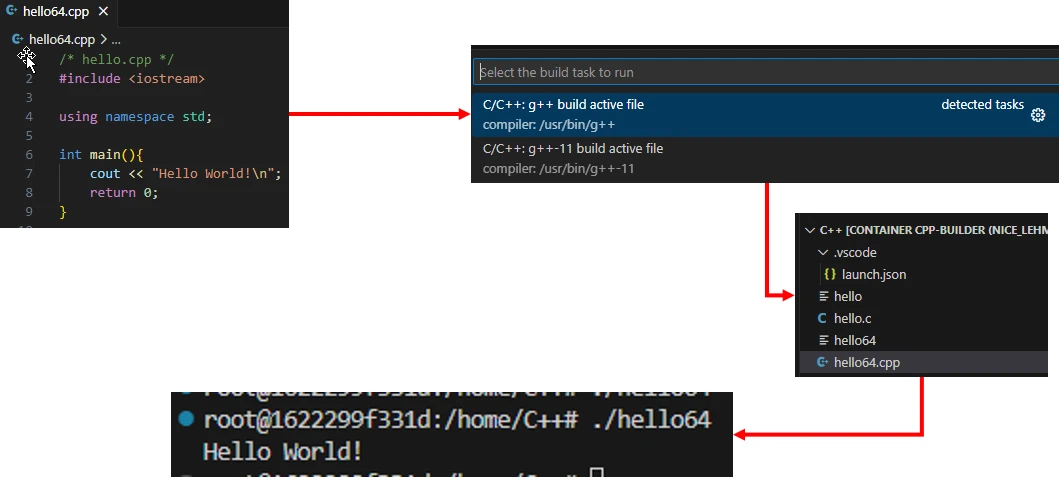 hello64.cpp
hello64.cpp > ...
/* hello.cpp */
2 #include <iostream>
3
4 using namespace std;
5
6 int main(){
7 cout << "Hello World!\n";
8 return 0;
9 }
Select the build task to run
C/C++: g++ build active file detected tasks
compiler: /usr/bin/g++
C/C++: g++-11 build active file
compiler: /usr/bin/g++-11
C++ [CONTAINER CPP-BUILDER (NICE_LEHM
.vscode
{} launch.json
hello
C hello.c
hello64
hello64.cpp
root@1622299f331d:/home/C++# ./hello64
Hello World!